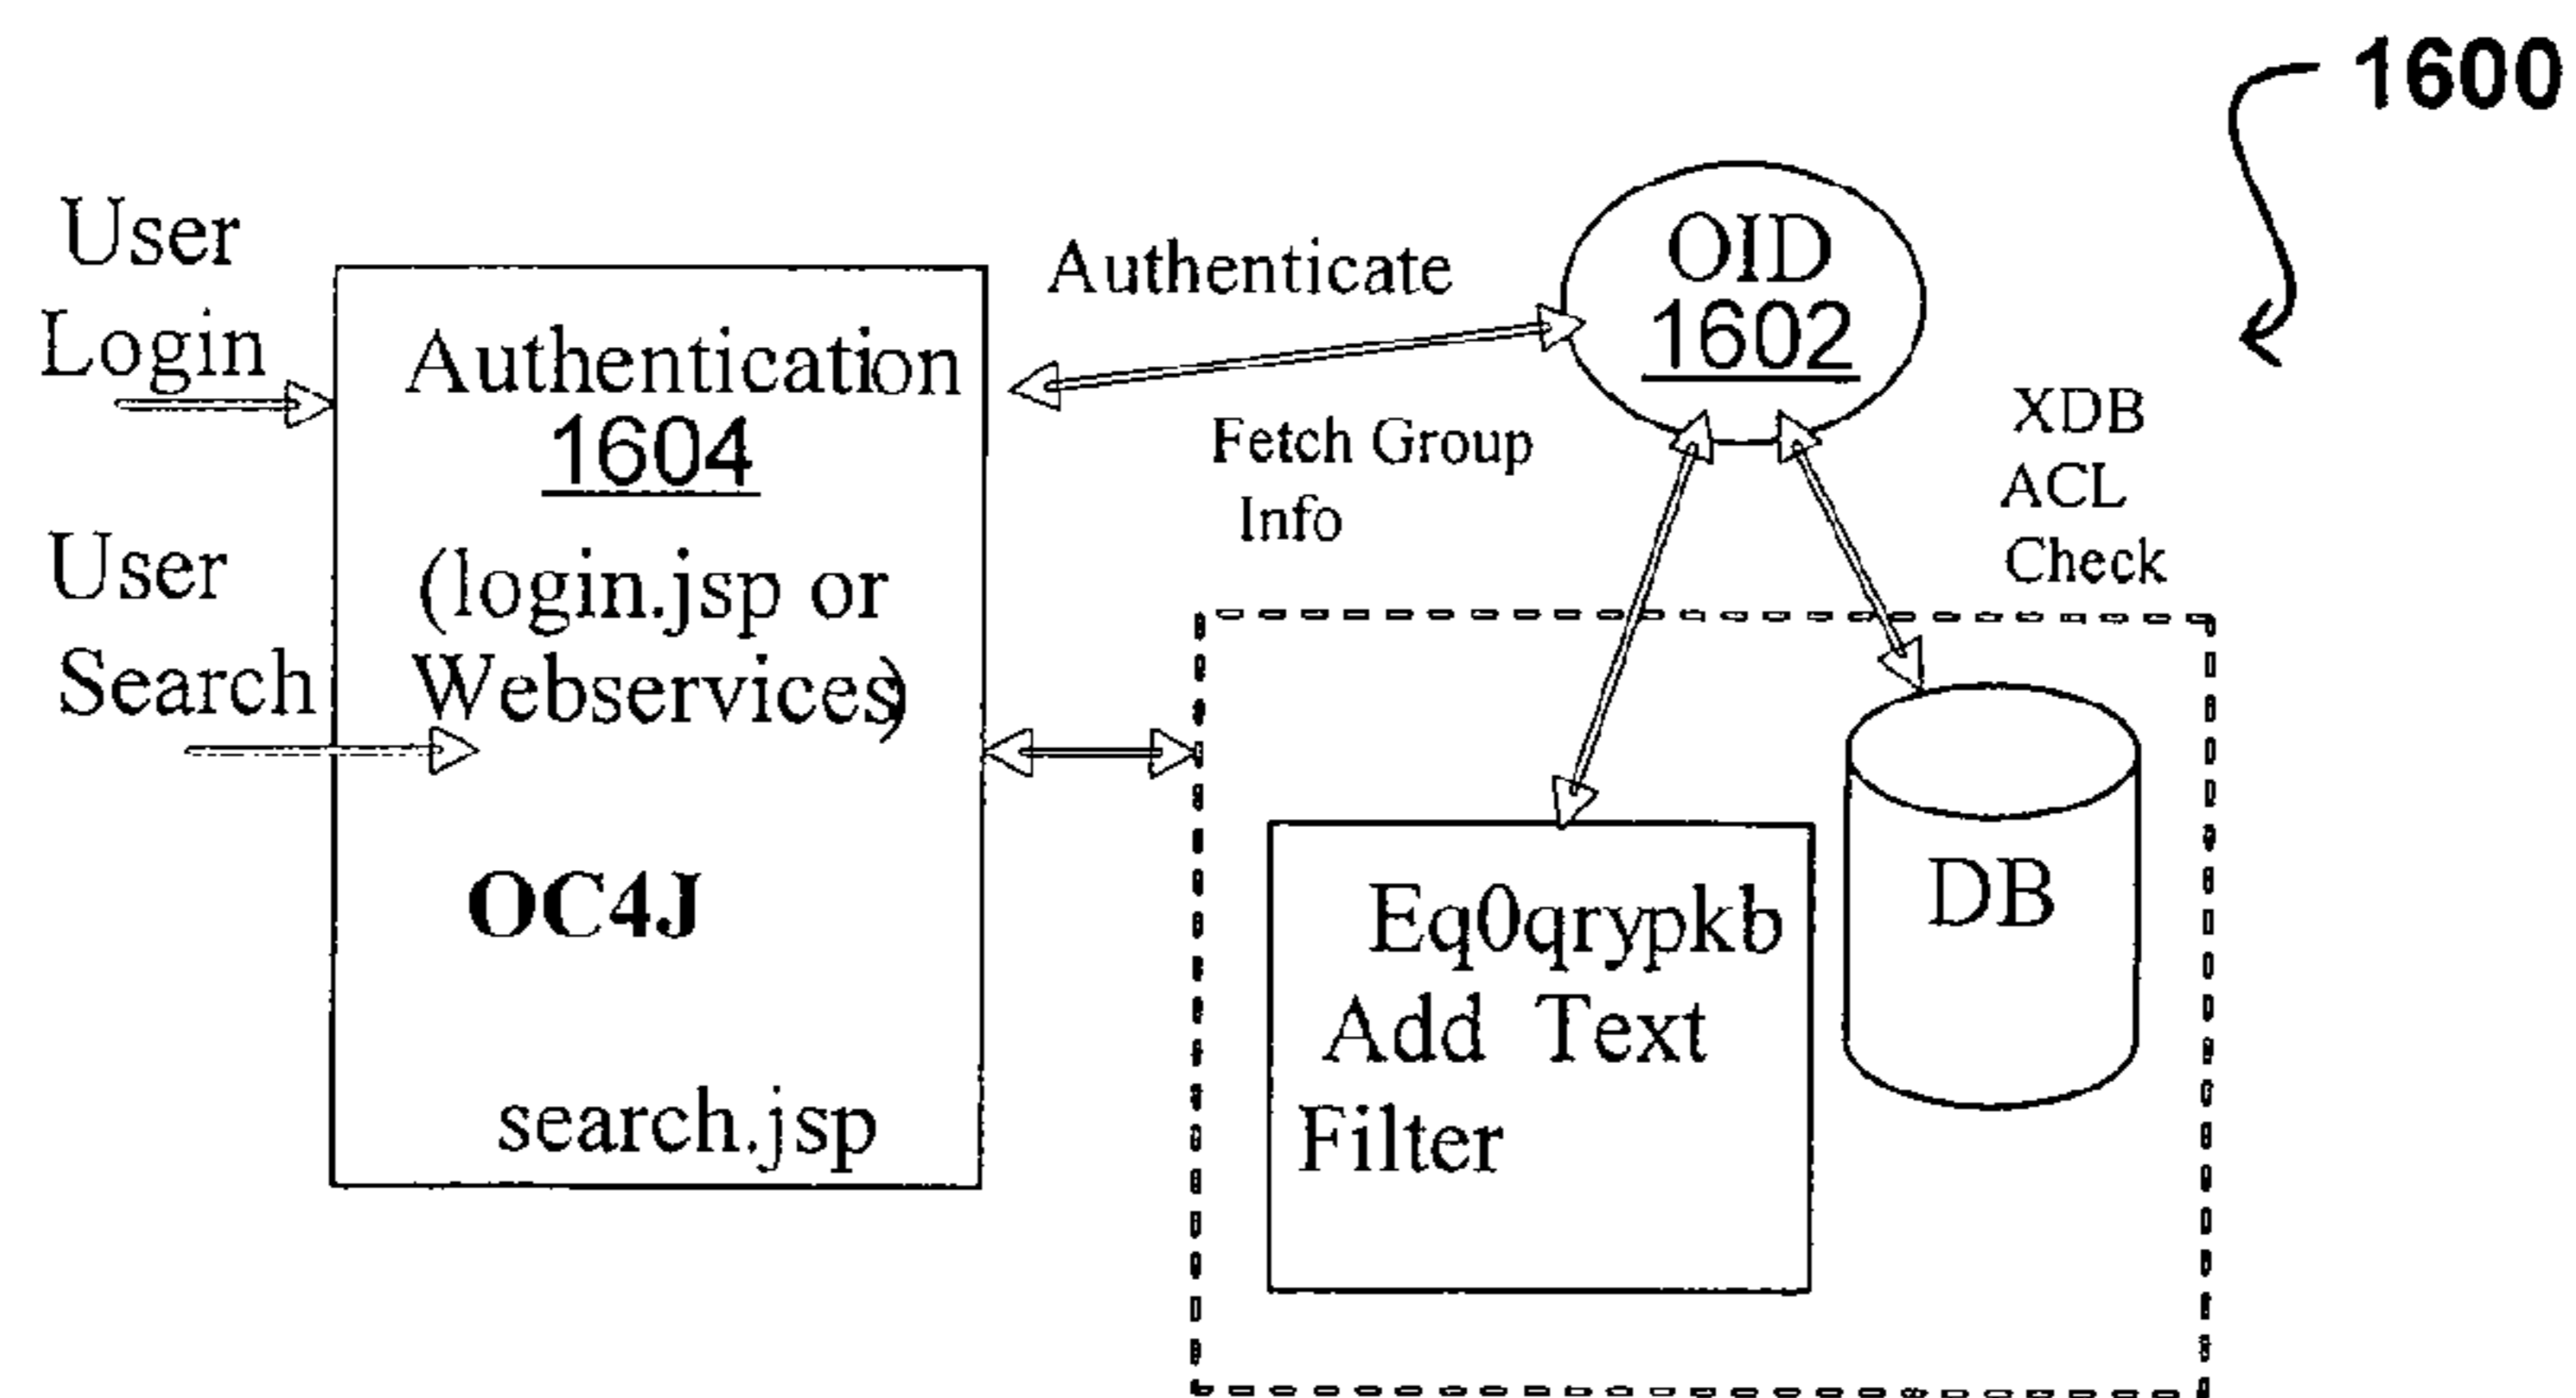 1600
User
Login
User
Search
Authentication
1604
(login.jsp or
Webservices)
OC4J
search.jsp
Authenticate
OID
1602
Fetch Group
Info
XDB
ACL
Check
Eq0qrypkb
Add Text
Filter
DB